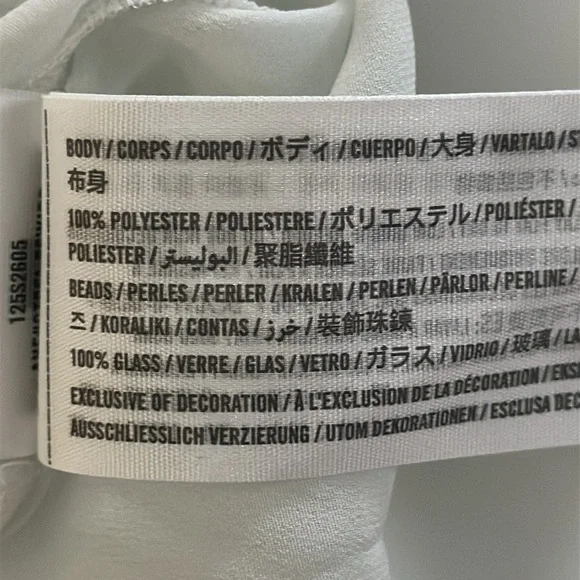 BODY / CORPS / CORPO / ボディ / CUERPO / 大身 / VARTALO /
布身
100% POLYESTER / POLIESTERE / ポリエステル / POLIÉSTER /
POLIESTER / البوليستر / 聚脂纖維
BEADS / PERLES / PERLER / KRALEN / PERLEN / PÄRLOR / PERLINE /
즈 / KORALIKI / CONTAS / خرز / 裝飾珠鍊
100% GLASS / VERRE / GLAS / VETRO / ガラス / VIDRIO / 玻璃 /
EXCLUSIVE OF DECORATION / À L'EXCLUSION DE LA DÉCORATION /
AUSSCHLIESSLICH VERZIERUNG / UTOM DEKORATIONEN / ESCLUSA
125S2605